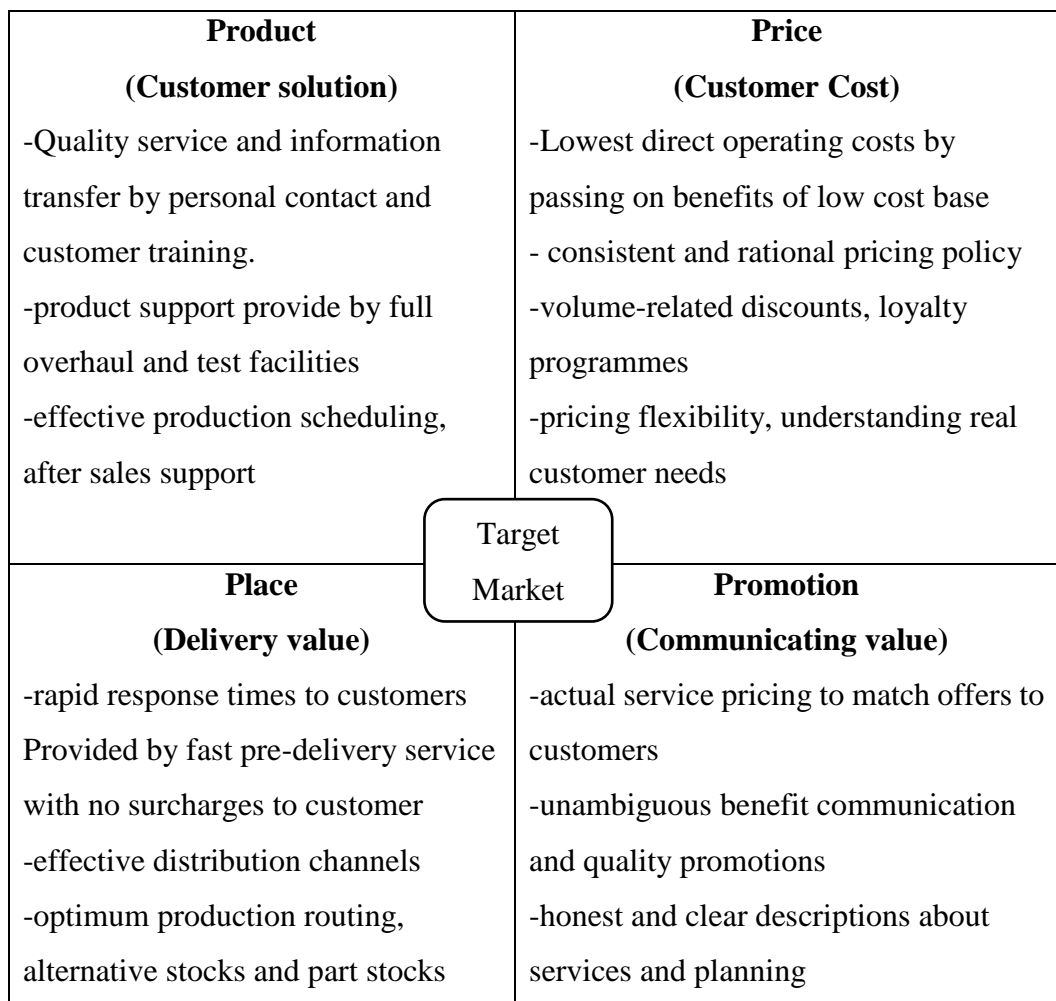 Product
(Customer solution)
-Quality service and information
transfer by personal contact and
customer training.
-product support provide by full
overhaul and test facilities
-effective production scheduling,
after sales support
Price
(Customer Cost)
-Lowest direct operating costs by
passing on benefits of low cost base
- consistent and rational pricing policy
-volume-related discounts, loyalty
programmes
-pricing flexibility, understanding real
customer needs
Target
Market
Place
(Delivery value)
-rapid response times to customers
Provided by fast pre-delivery service
with no surcharges to customer
-effective distribution channels
-optimum production routing,
alternative stocks and part stocks
Promotion
(Communicating value)
-actual service pricing to match offers to
customers
-unambiguous benefit communication
and quality promotions
-honest and clear descriptions about
services and planning